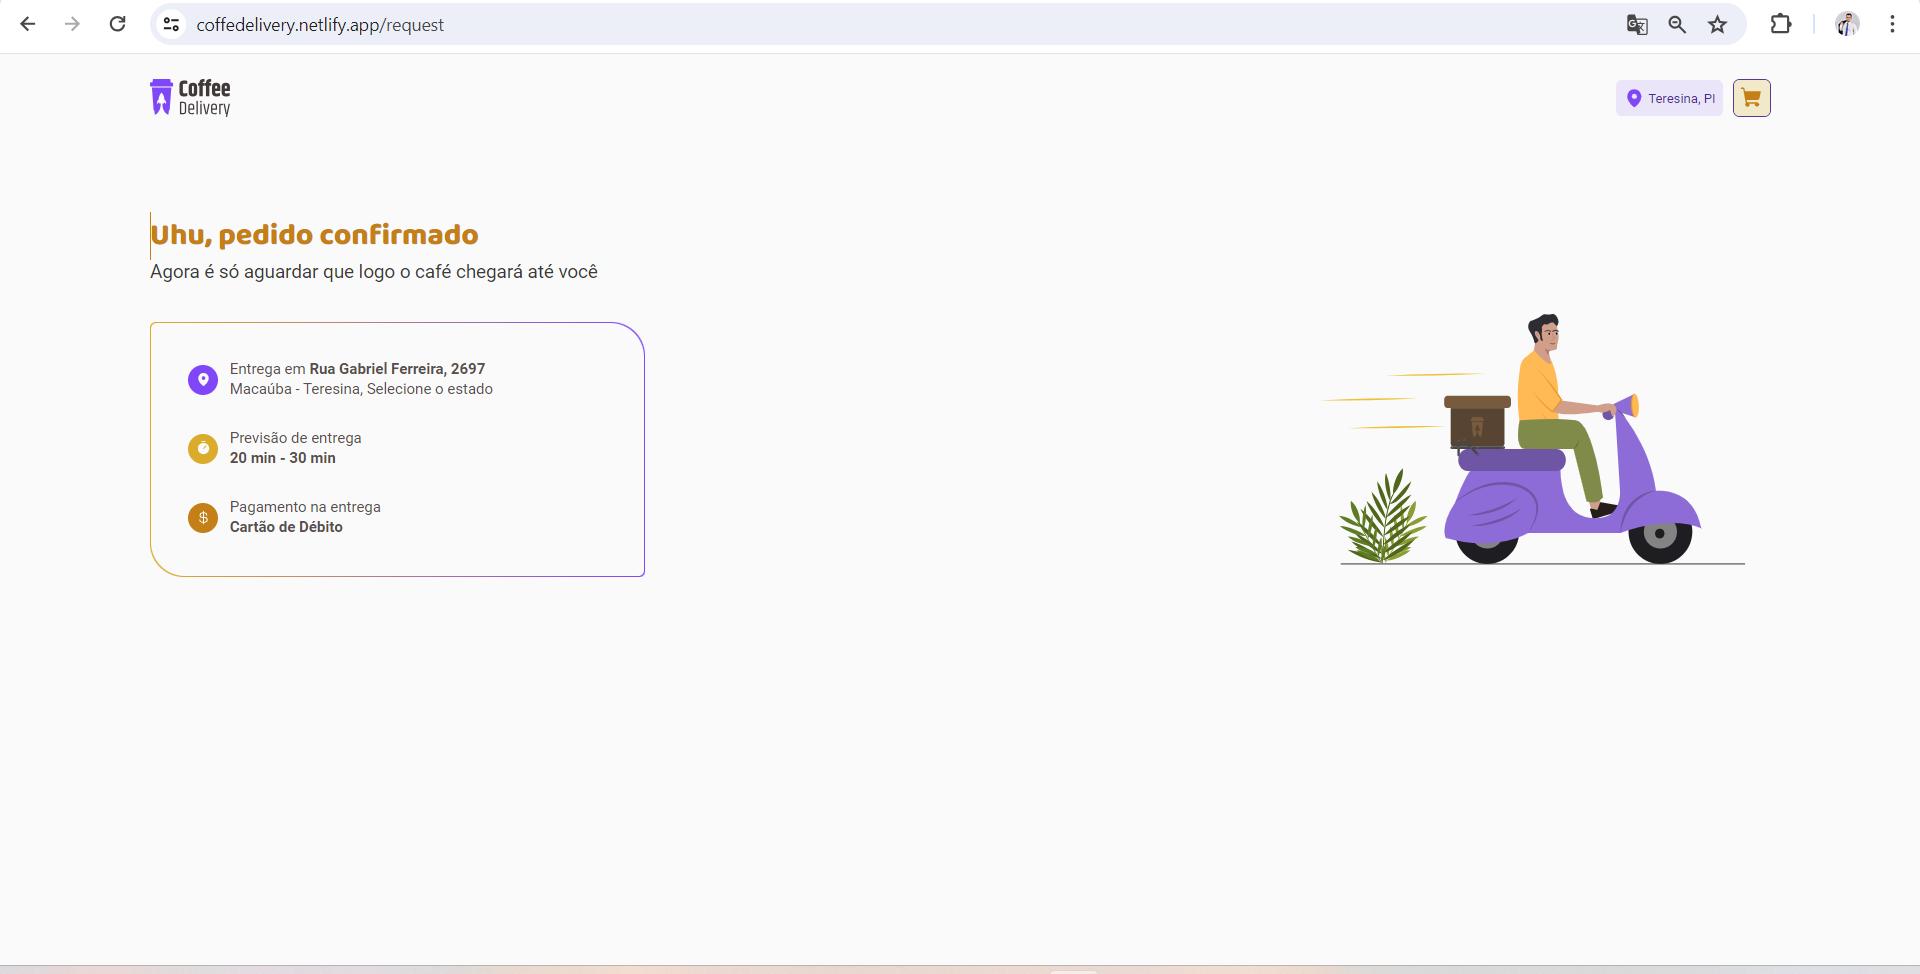 coffedelivery.netlify.app/request
Coffee
Delivery
Teresina, PI
Uhu, pedido confirmado
Agora é só aguardar que logo o café chegará até você
Entrega em Rua Gabriel Ferreira, 2697
Macaúba - Teresina, Selecione o estado
Previsão de entrega
20 min - 30 min
$ Pagamento na entrega
Cartão de Débito